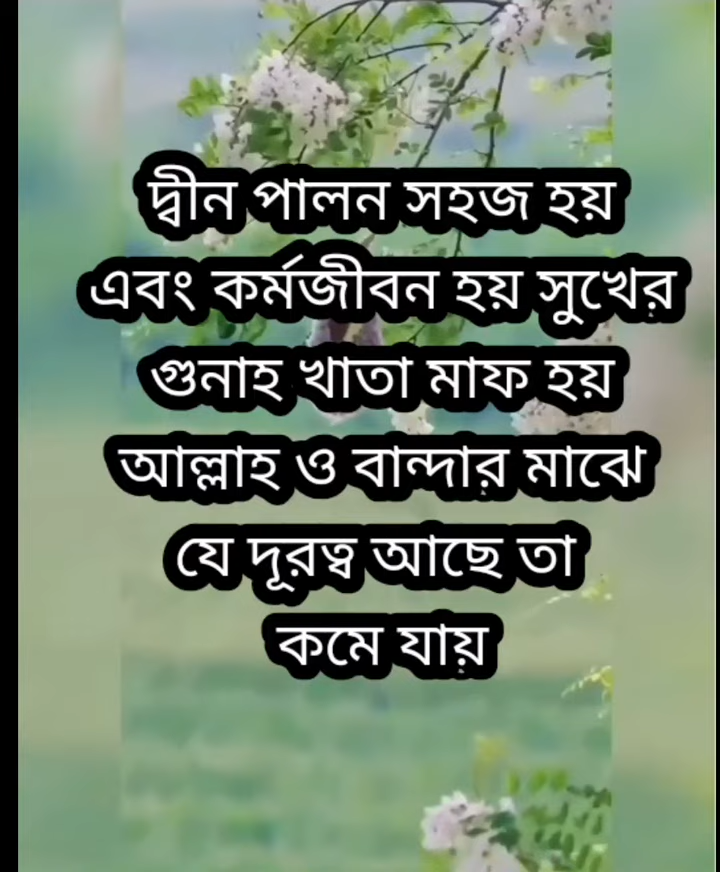 দ্বীন পালন সহজ হয়
এবং কর্মজীবন হয় সুখের
গুনাহ খাতা মাফ হয়
আল্লাহ ও বান্দার মাঝে
যে দূরত্ব আছে তা
কমে যায়